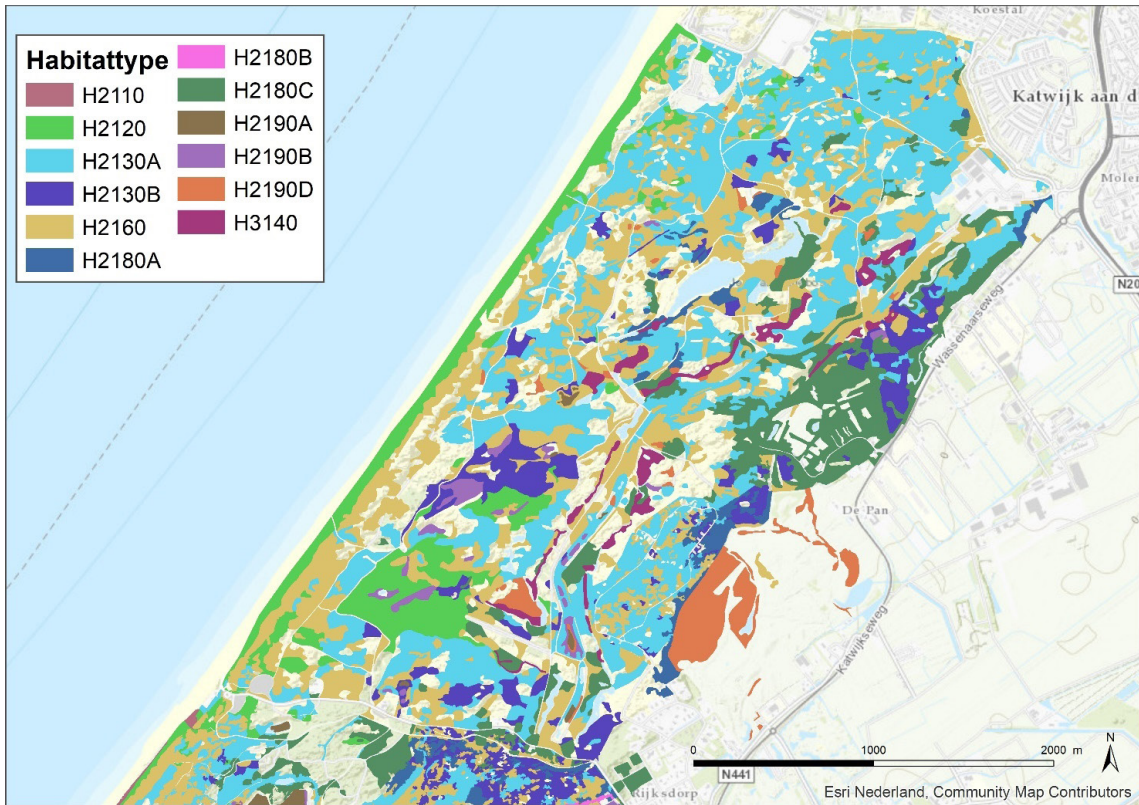 Habitattype
H2110
H2120
H2130A
H2130B
H2160
H2180A
H2180B
H2180C
H2190A
H2190B
H2190D
H3140
Koestal
Katwijk aan d
Molen
N20
Wassenaarseweg
De Pan
Katwijkseweg
0 1000 2000 m
N
N441
Rijksdorp
Esri Nederland, Community Map Contributors